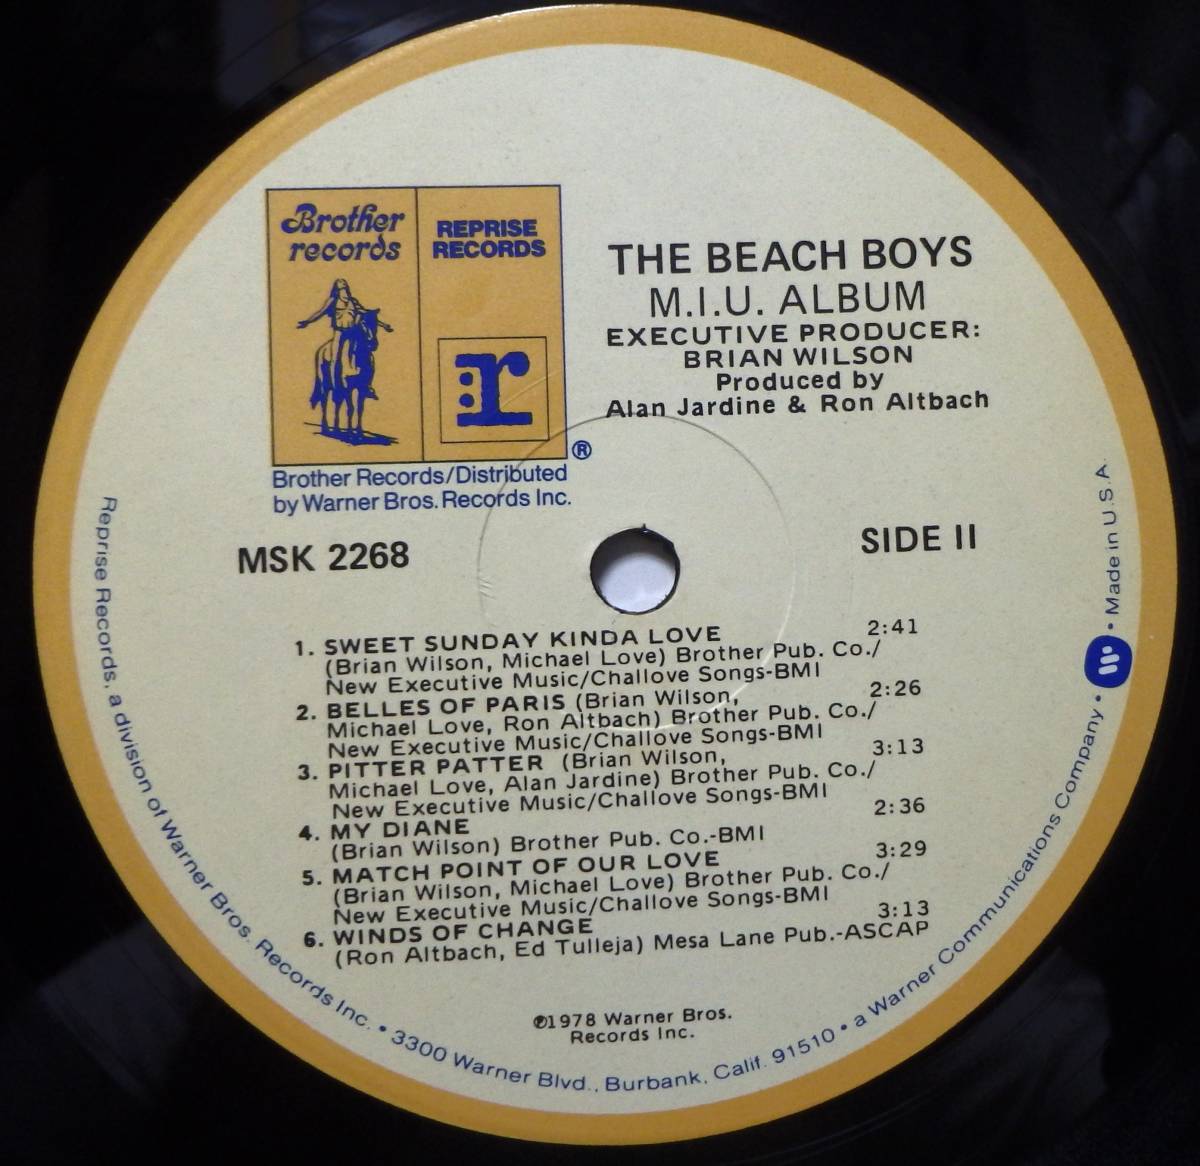 Brother
records
REPRISE
RECORDS
r
®
Brother Records/Distributed
by Warner Bros. Records Inc.
THE BEACH BOYS
M.I.U. ALBUM
EXECUTIVE PRODUCER:
BRIAN WILSON
Produced by
Alan Jardine & Ron Altbach
MSK 2268
SIDE II
1. SWEET SUNDAY KINDA LOVE 2:41
(Brian Wilson, Michael Love) Brother Pub. Co./
New Executive Music/Challove Songs-BMI
2. BELLES OF PARIS (Brian Wilson, 2:26
Michael Love, Ron Altbach) Brother Pub. Co./
New Executive Music/Challove Songs-BMI
3. PITTER PATTER (Brian Wilson, 3:13
Michael Love, Alan Jardine) Brother Pub. Co./
New Executive Music/Challove Songs-BMI
4. MY DIANE 2:36
(Brian Wilson) Brother Pub. Co.-BMI
5. MATCH POINT OF OUR LOVE 3:29
(Brian Wilson, Michael Love) Brother Pub. Co./
New Executive Music/Challove Songs-BMI
6. WINDS OF CHANGE 3:13
(Ron Altbach, Ed Tulleja) Mesa Lane Pub.-ASCAP
℗1978 Warner Bros.
Records Inc.
Reprise Records, a division of Warner Bros. Records Inc. • 3300 Warner Blvd., Burbank, Calif. 91510 • a Warner Communications Company • W • Made in U.S.A.